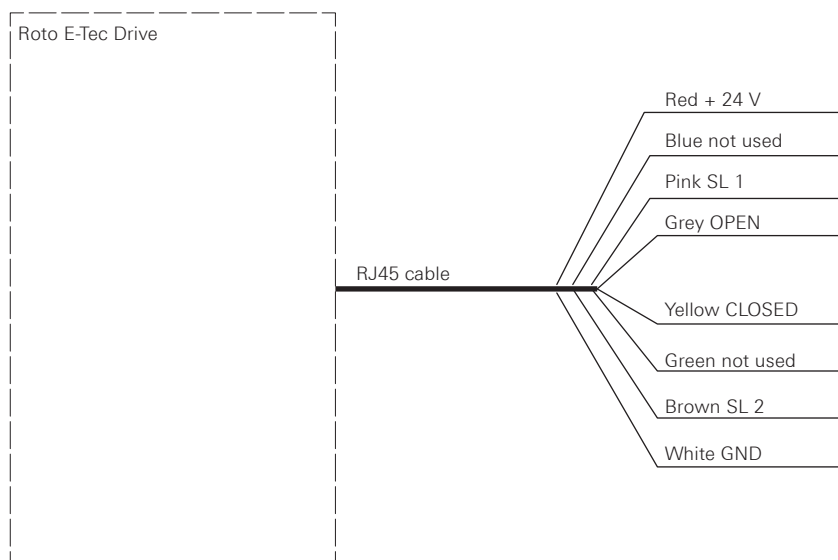 Roto E-Tec Drive
Red + 24 V
Blue not used
Pink SL 1
Grey OPEN
RJ45 cable
Yellow CLOSED
Green not used
Brown SL 2
White GND